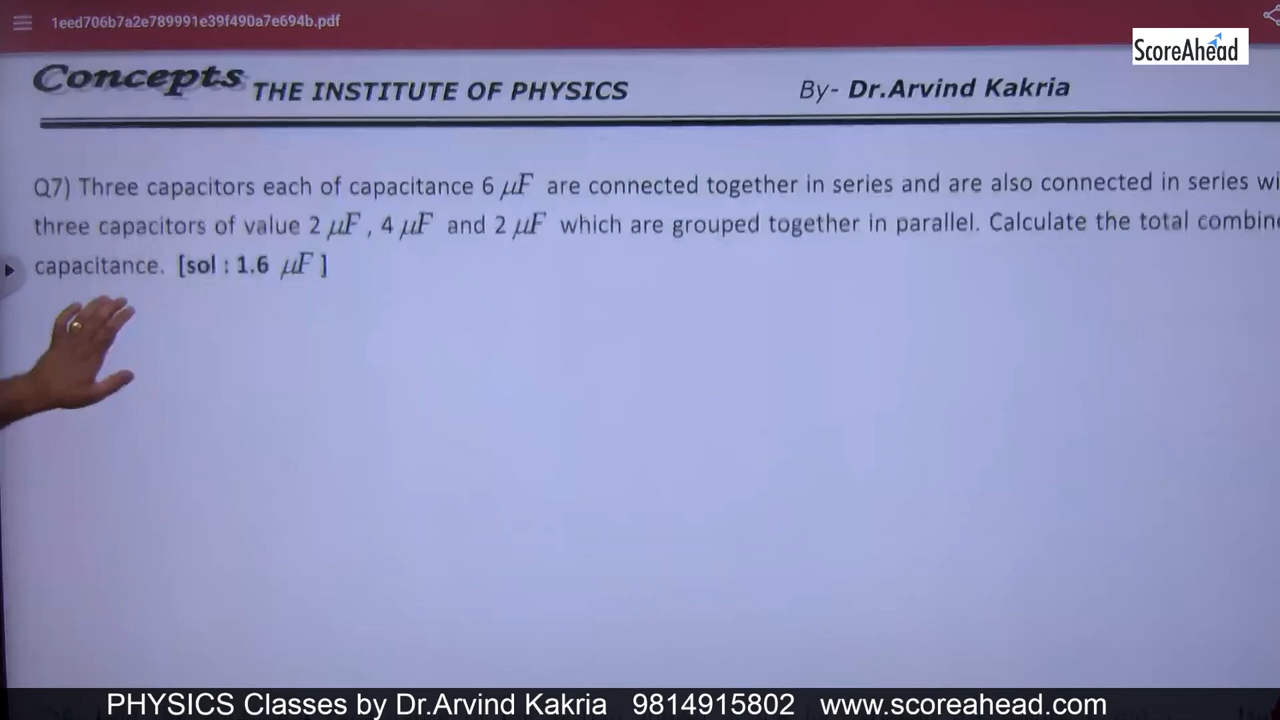 1eed706b7a2e789991e39f490a7e694b.pdf
ScoreAhead
Concepts THE INSTITUTE OF PHYSICS By- Dr.Arvind Kakria
Q7) Three capacitors each of capacitance 6 μF are connected together in series and are also connected in series wi
three capacitors of value 2 μF , 4 μF and 2 μF which are grouped together in parallel. Calculate the total combin
capacitance. [sol : 1.6 μF ]
PHYSICS Classes by Dr.Arvind Kakria 9814915802 www.scoreahead.com